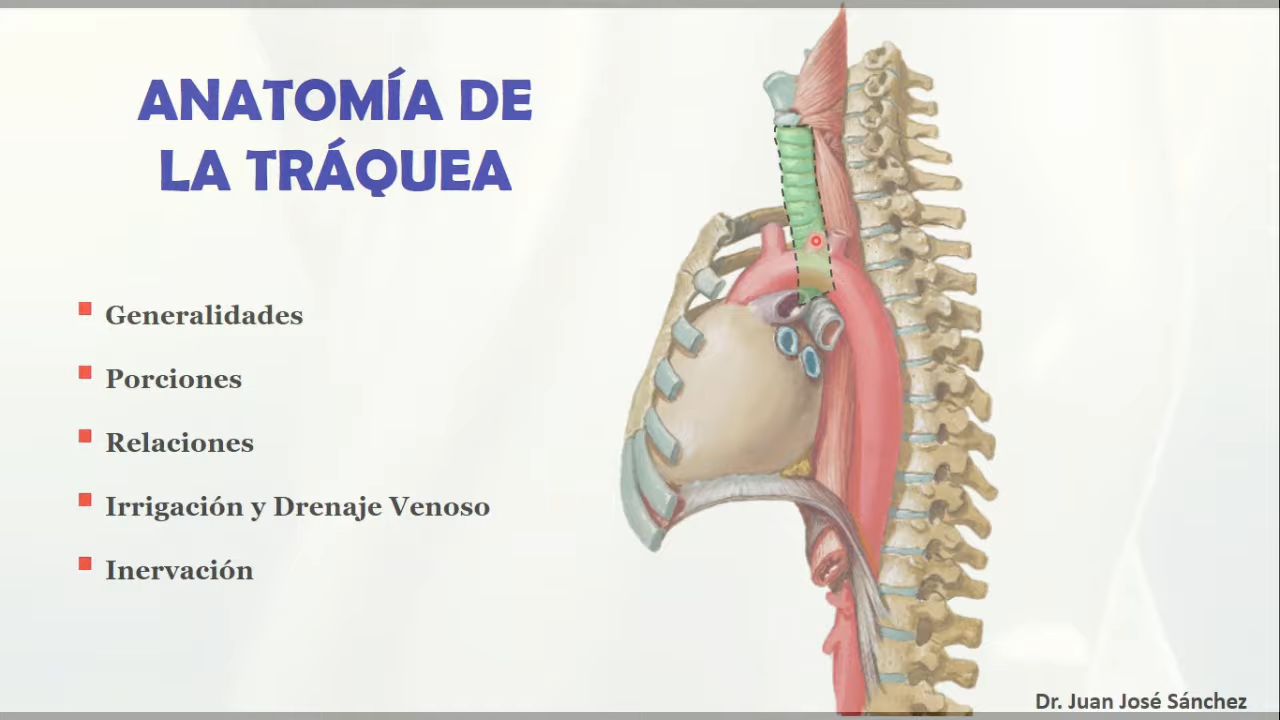 ANATOMÍA DE
LA TRÁQUEA
Generalidades
Porciones
Relaciones
Irrigación y Drenaje Venoso
Inervación
Dr. Juan José Sánchez